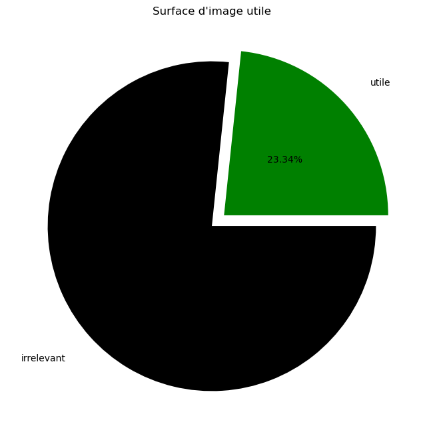 Surface d'image utile
utile
23.34%
irrelevant